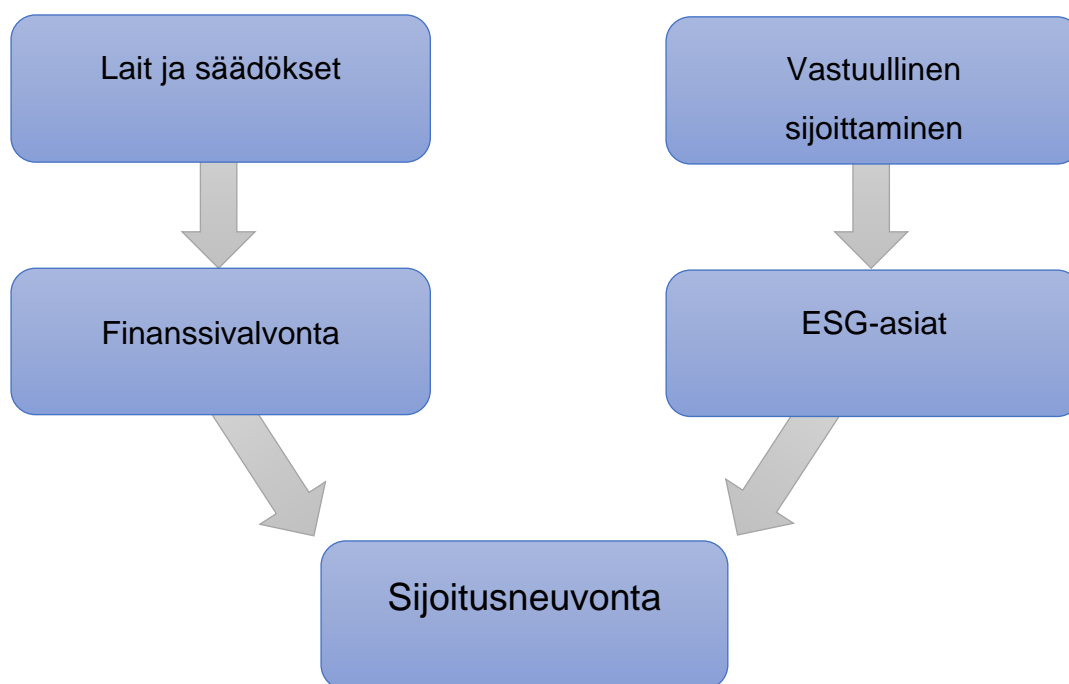 Lait ja säädökset
Vastuullinen
sijoittaminen
Finanssivalvonta
ESG-asiat
Sijoitusneuvonta